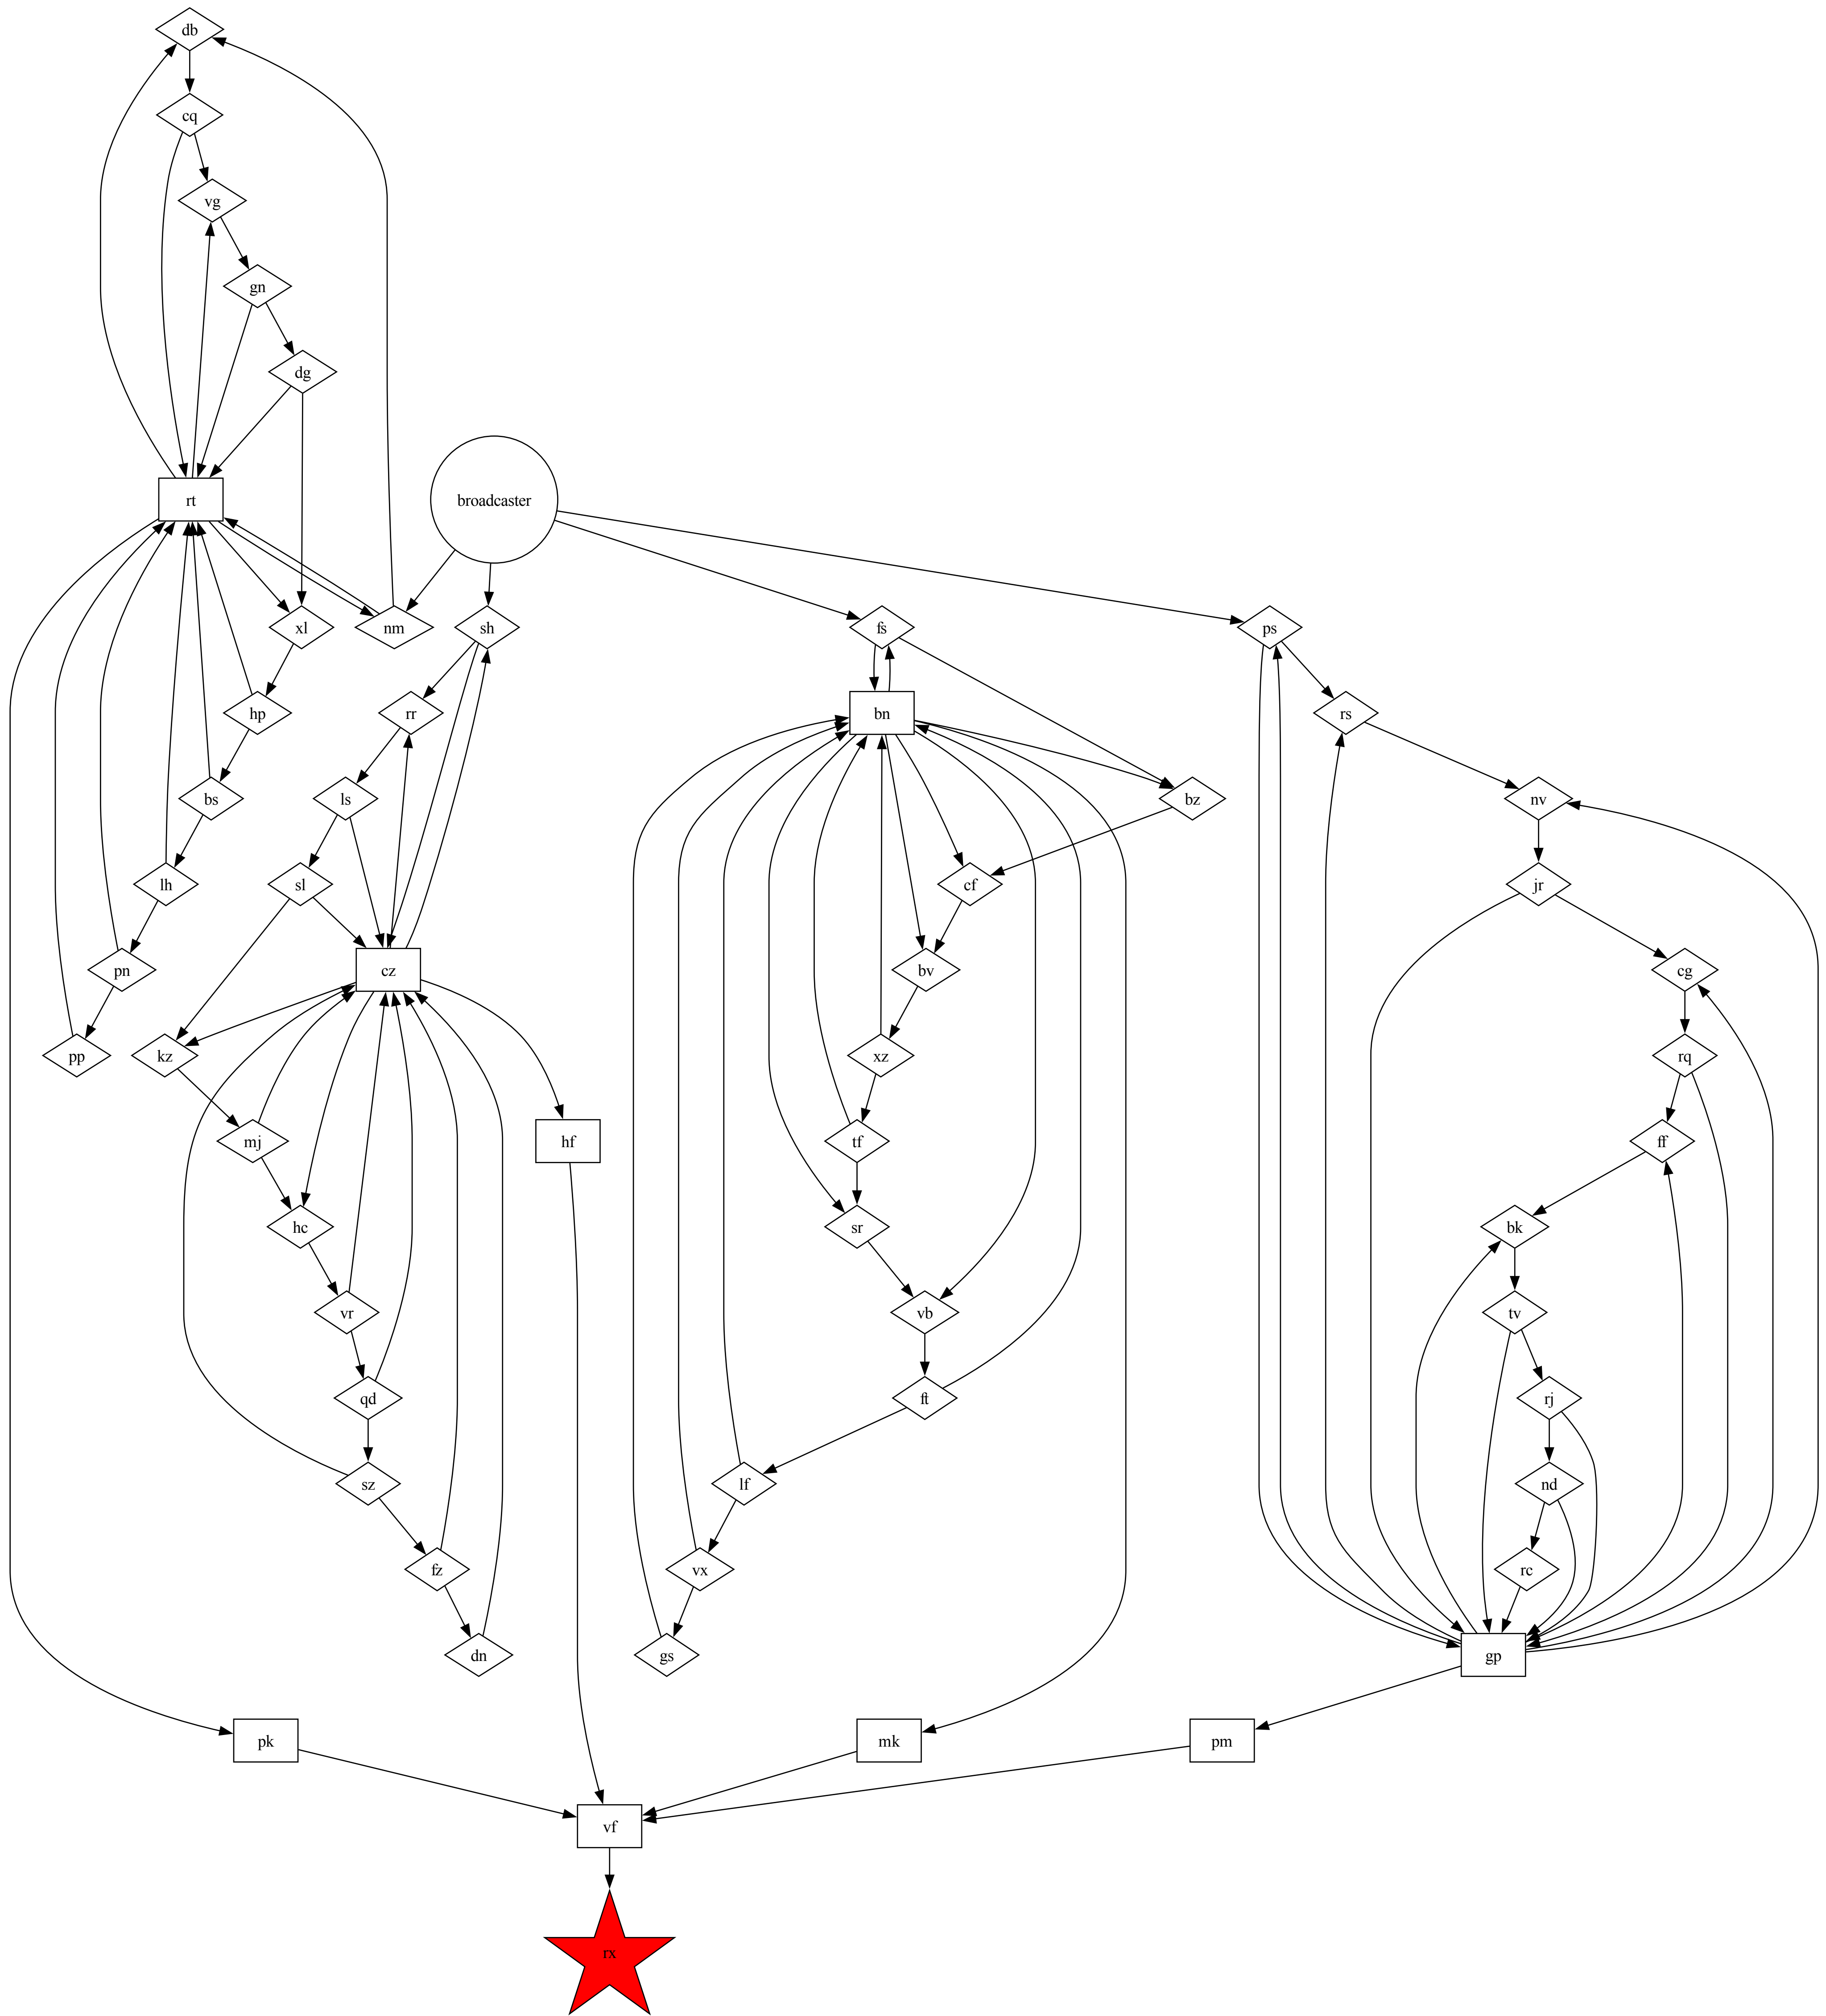 db
cq
vg
gn
dg
rt
broadcaster
xl
nm
sh
fs
ps
hp
rr
bn
rs
bs
ls
bz
nv
lh
sl
cf
jr
pn
cz
bv
cg
pp
kz
xz
rq
mj
hf
tf
ff
hc
sr
bk
vr
vb
tv
qd
ft
rj
sz
lf
nd
fz
vx
rc
dn
gs
gp
pk
mk
pm
vf
rx